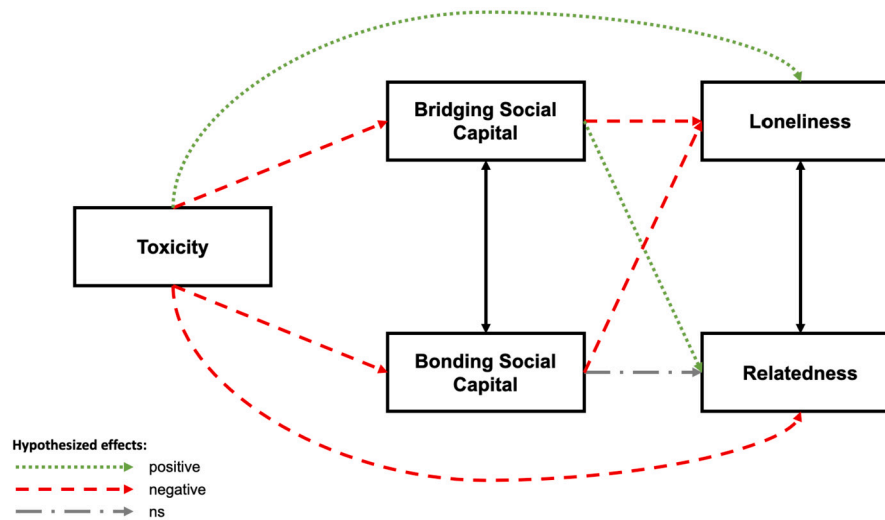 Bridging Social
Capital
Loneliness
Toxicity
Bonding Social
Capital
Relatedness
Hypothesized effects:
positive
negative
ns